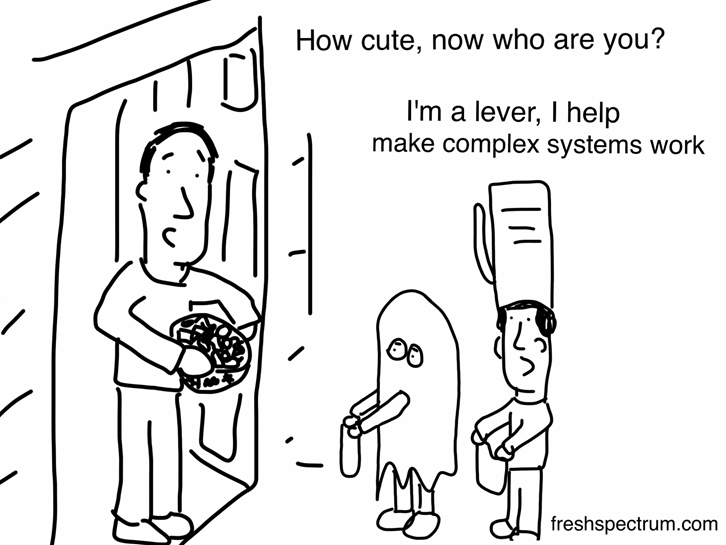 How cute, now who are you?
I'm a lever, I help
make complex systems work
freshspectrum.com